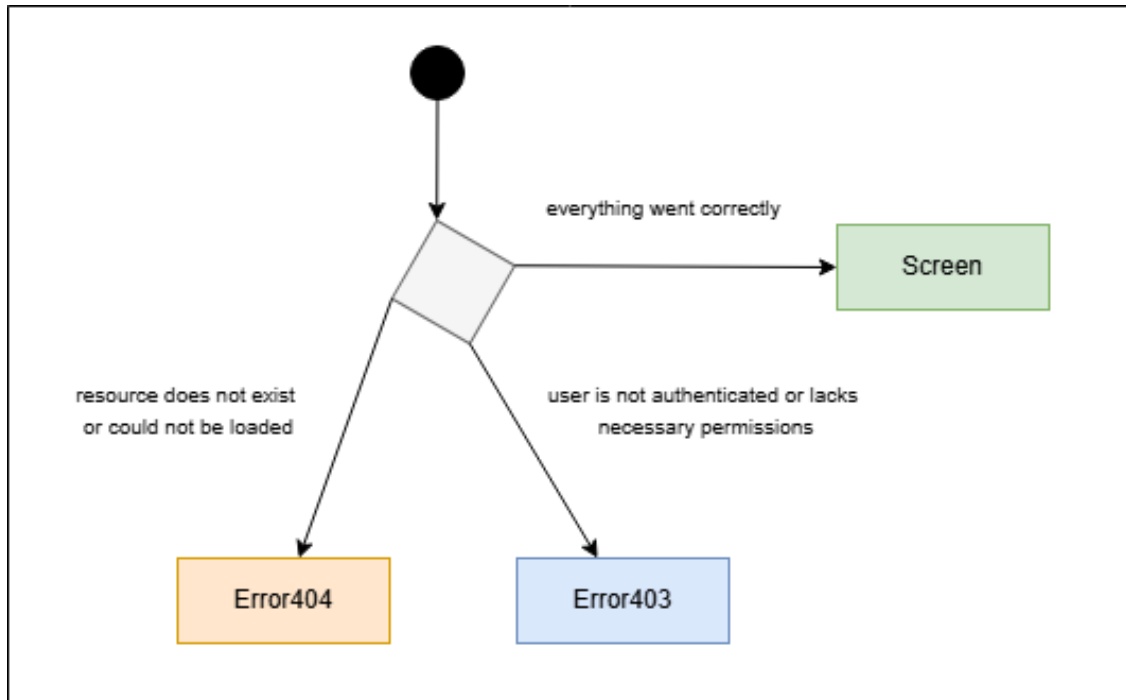 everything went correctly
Screen
resource does not exist
or could not be loaded
user is not authenticated or lacks
necessary permissions
Error404
Error403